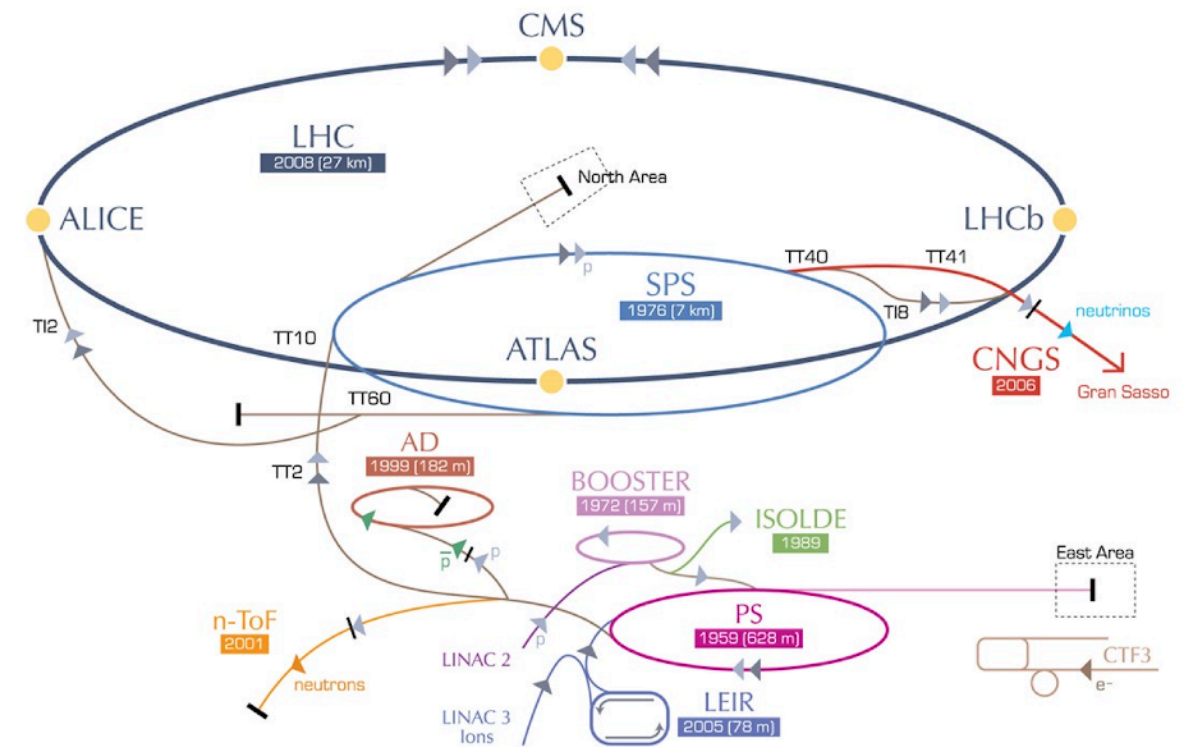 CMS
LHC
2008 (27 km)
North Area
ALICE
LHCb
TT40
TT41
p
SPS
1976 (7 km)
TI8
neutrinos
TI2
TT10
ATLAS
CNGS
2006
Gran Sasso
TT60
AD
1999 (182 m)
TT2
BOOSTER
1972 (157 m)
ISOLDE
1989
p̅
p
East Area
n-ToF
2001
PS
1959 (628 m)
p
LINAC 2
neutrons
CTF3
e-
LEIR
2005 (78 m)
LINAC 3
Ions